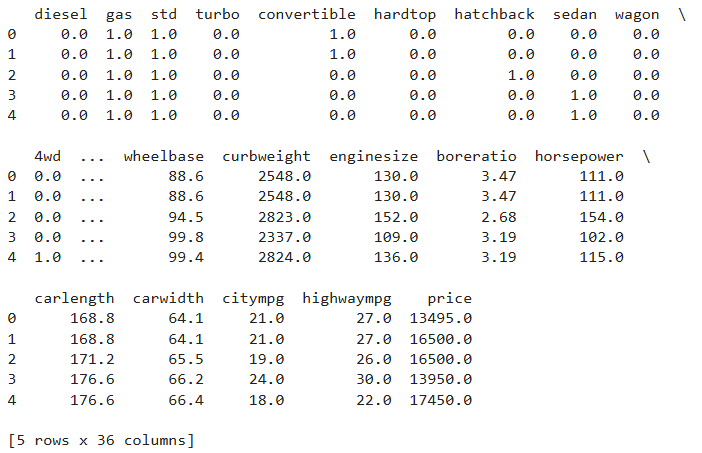 diesel  gas  std  turbo  convertible  hardtop  hatchback  sedan  wagon  \
0     0.0  1.0  1.0    0.0          1.0      0.0        0.0    0.0    0.0
1     0.0  1.0  1.0    0.0          1.0      0.0        0.0    0.0    0.0
2     0.0  1.0  1.0    0.0          0.0      0.0        1.0    0.0    0.0
3     0.0  1.0  1.0    0.0          0.0      0.0        0.0    1.0    0.0
4     0.0  1.0  1.0    0.0          0.0      0.0        0.0    1.0    0.0
   4wd  ...  wheelbase  curbweight  enginesize  boreratio  horsepower  \
0  0.0  ...       88.6      2548.0       130.0       3.47       111.0
1  0.0  ...       88.6      2548.0       130.0       3.47       111.0
2  0.0  ...       94.5      2823.0       152.0       2.68       154.0
3  0.0  ...       99.8      2337.0       109.0       3.19       102.0
4  1.0  ...       99.4      2824.0       136.0       3.19       115.0
   carlength  carwidth  citympg  highwaympg    price
0      168.8      64.1     21.0        27.0  13495.0
1      168.8      64.1     21.0        27.0  16500.0
2      171.2      65.5     19.0        26.0  16500.0
3      176.6      66.2     24.0        30.0  13950.0
4      176.6      66.4     18.0        22.0  17450.0
[5 rows x 36 columns]